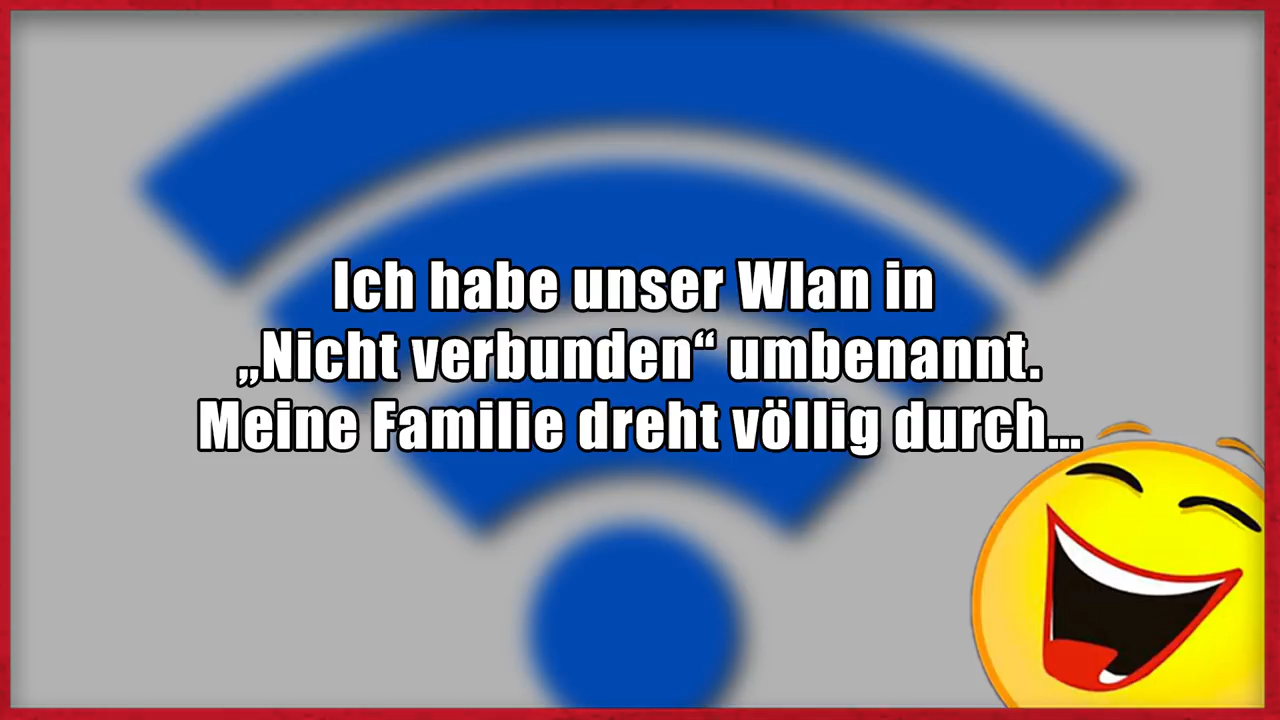 Ich habe unser Wlan in
„Nicht verbunden“ umbenannt.
Meine Familie dreht völlig durch...